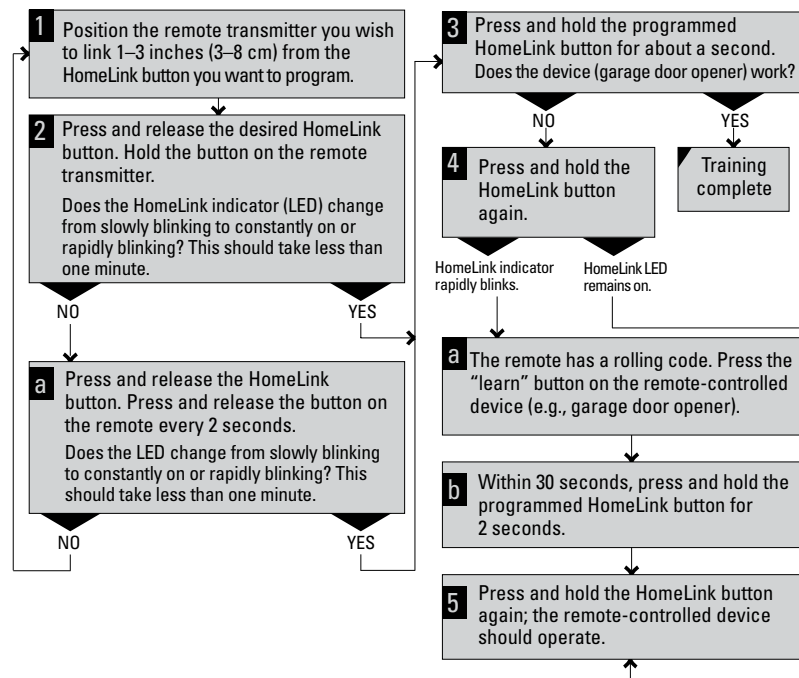 1
Position the remote transmitter you wish
to link 1–3 inches (3–8 cm) from the
HomeLink button you want to program.
2
Press and release the desired HomeLink
button. Hold the button on the remote
transmitter.
Does the HomeLink indicator (LED) change
from slowly blinking to constantly on or
rapidly blinking? This should take less than
one minute.
NO
YES
a
Press and release the HomeLink
button. Press and release the button on
the remote every 2 seconds.
Does the LED change from slowly blinking
to constantly on or rapidly blinking? This
should take less than one minute.
NO
YES
3
Press and hold the programmed
HomeLink button for about a second.
Does the device (garage door opener) work?
NO
YES
4
Press and hold the
HomeLink button
again.
Training
complete
HomeLink indicator
rapidly blinks.
HomeLink LED
remains on.
a
The remote has a rolling code. Press the
“learn” button on the remote-controlled
device (e.g., garage door opener).
b
Within 30 seconds, press and hold the
programmed HomeLink button for
2 seconds.
5
Press and hold the HomeLink button
again; the remote-controlled device
should operate.